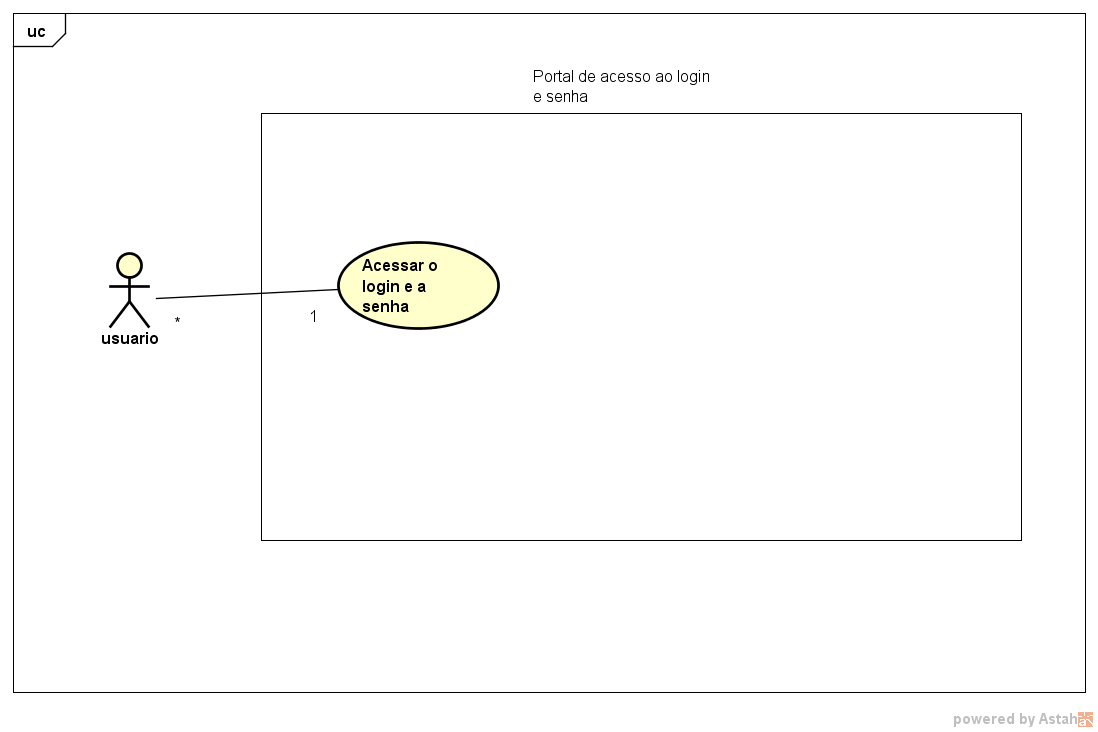 uc
Portal de acesso ao login
e senha
Acessar o
login e a
senha
*
1
usuario
powered by Astah